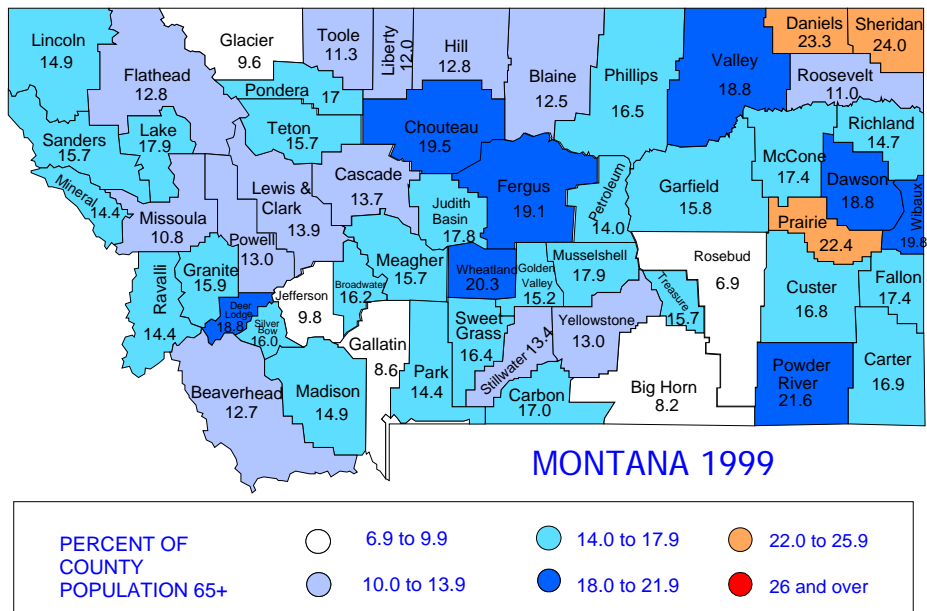 Lincoln
14.9
Flathead
12.8
Glacier
9.6
Toole
11.3
Liberty
12.0
Hill
12.8
Blaine
12.5
Phillips
16.5
Valley
18.8
Daniels
23.3
Sheridan
24.0
Roosevelt
11.0
Pondera 17
Teton
15.7
Chouteau
19.5
Sanders
15.7
Lake
17.9
Mineral
14.4
Missoula
10.8
Powell
13.0
Lewis &
Clark
13.9
Cascade
13.7
Judith
Basin
17.8
Fergus
19.1
Petroleum
14.0
Garfield
15.8
McCone
17.4
Richland
14.7
Dawson
18.8
Wibaux
19.8
Prairie
22.4
Ravalli
14.4
Granite
15.9
Deer
Lodge
18.8
Silver
Bow
16.0
Jefferson
9.8
Broadwater
16.2
Meagher
15.7
Wheatland
20.3
Golden
Valley
15.2
Musselshell
17.9
Treasure
15.7
Rosebud
6.9
Custer
16.8
Fallon
17.4
Beaverhead
12.7
Madison
14.9
Gallatin
8.6
Park
14.4
Sweet
Grass
16.4
Stillwater 13.4
Yellowstone
13.0
Carbon
17.0
Big Horn
8.2
Powder
River
21.6
Carter
16.9
MONTANA 1999
PERCENT OF
COUNTY
POPULATION 65+
6.9 to 9.9
10.0 to 13.9
14.0 to 17.9
18.0 to 21.9
22.0 to 25.9
26 and over